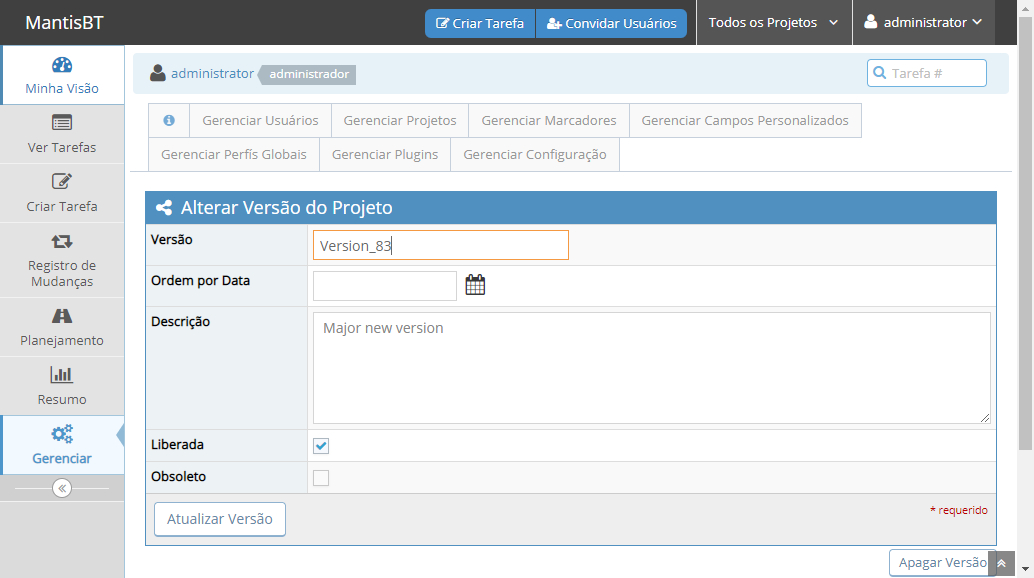 MantisBT
Criar Tarefa
Convidar Usuários
Todos os Projetos
administrator
Minha Visão
Ver Tarefas
Criar Tarefa
Registro de
Mudanças
Planejamento
Resumo
Gerenciar
administrator
administrador
Tarefa #
Gerenciar Usuários
Gerenciar Projetos
Gerenciar Marcadores
Gerenciar Campos Personalizados
Gerenciar Perfís Globais
Gerenciar Plugins
Gerenciar Configuração
Alterar Versão do Projeto
Versão
Version_83
Ordem por Data
Descrição
Major new version
Liberada
Obsoleto
Atualizar Versão
* requerido
Apagar Versão